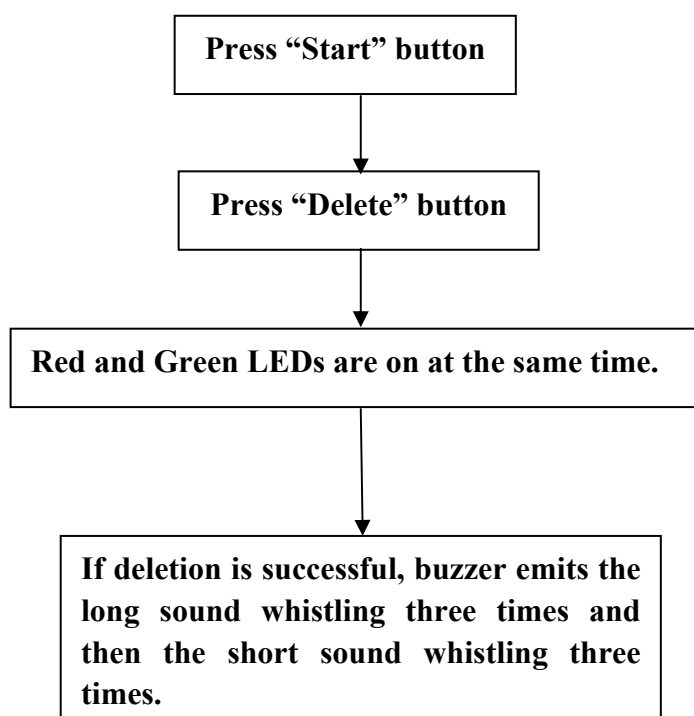 Press “Start” button
Press “Delete” button
Red and Green LEDs are on at the same time.
If deletion is successful, buzzer emits the
long sound whistling three times and
then the short sound whistling three
times.